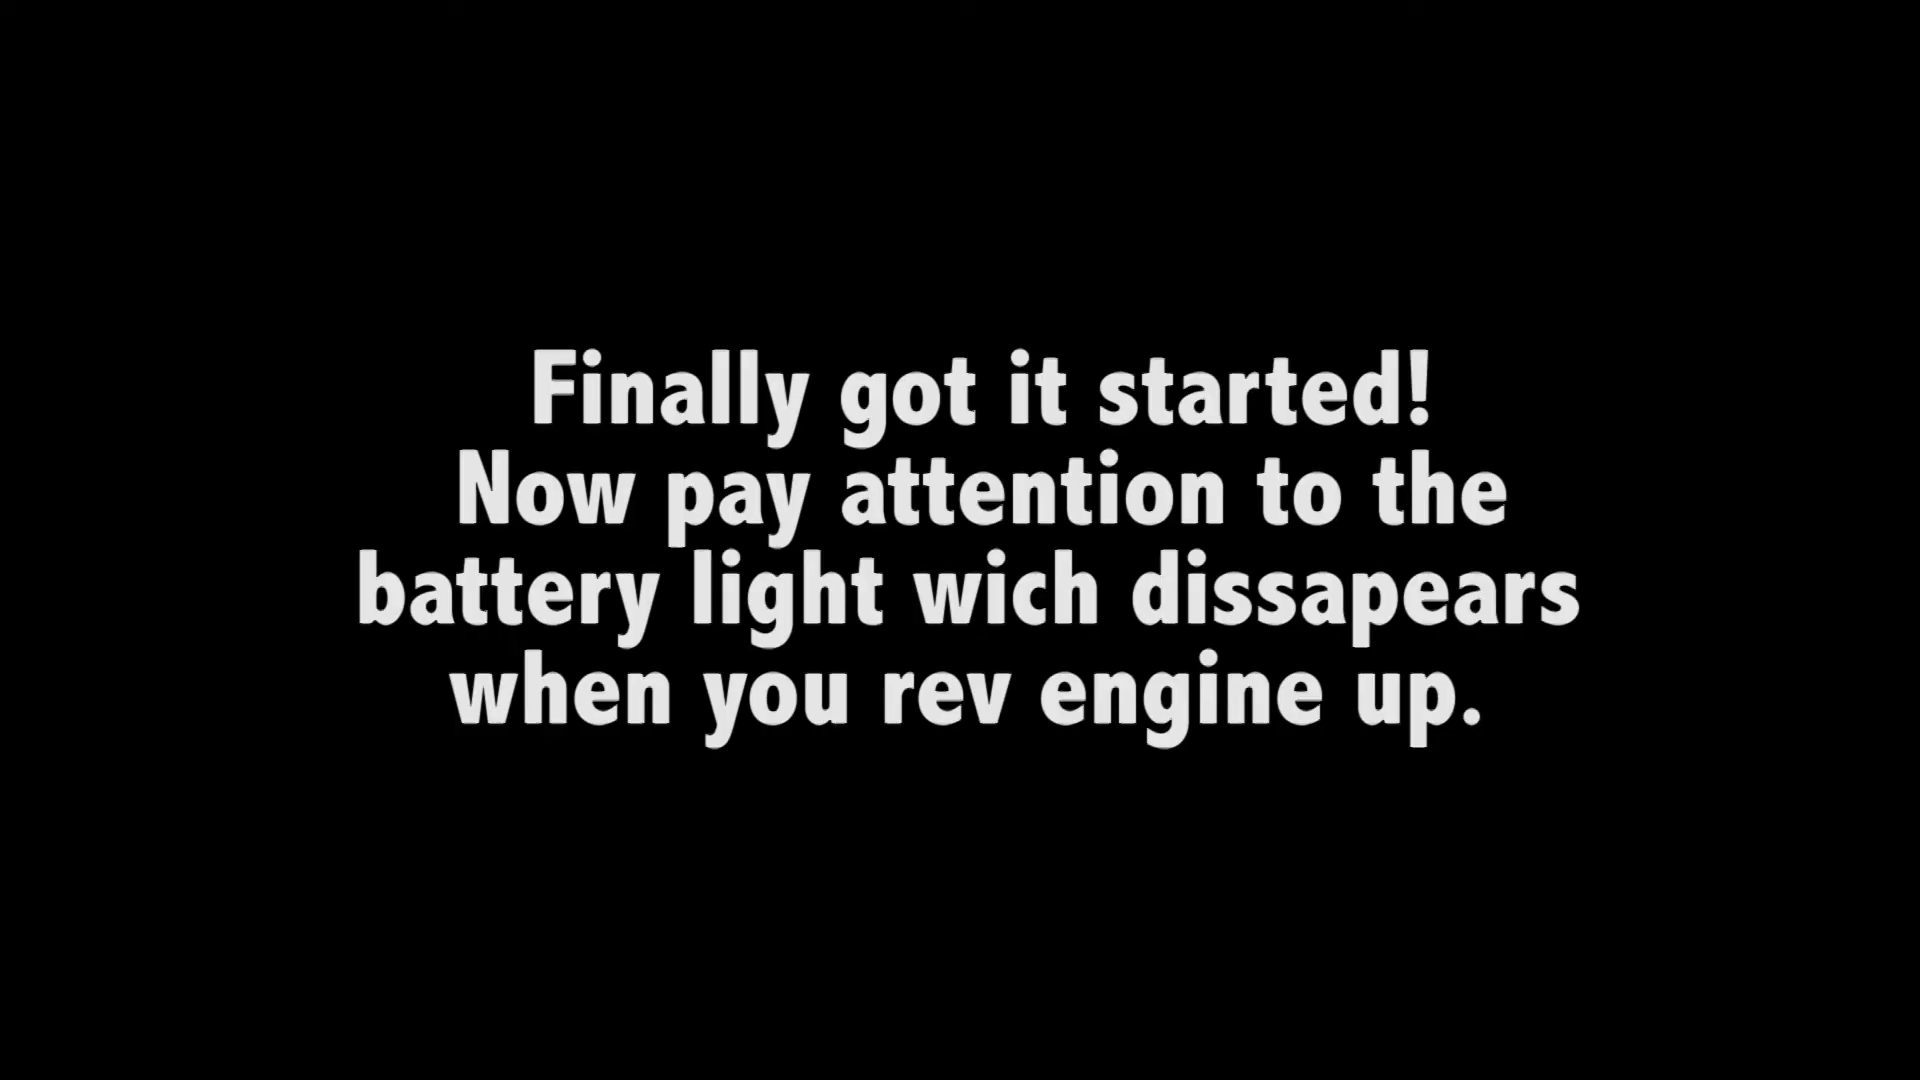 Finally got it started!
Now pay attention to the
battery light wich dissapears
when you rev engine up.